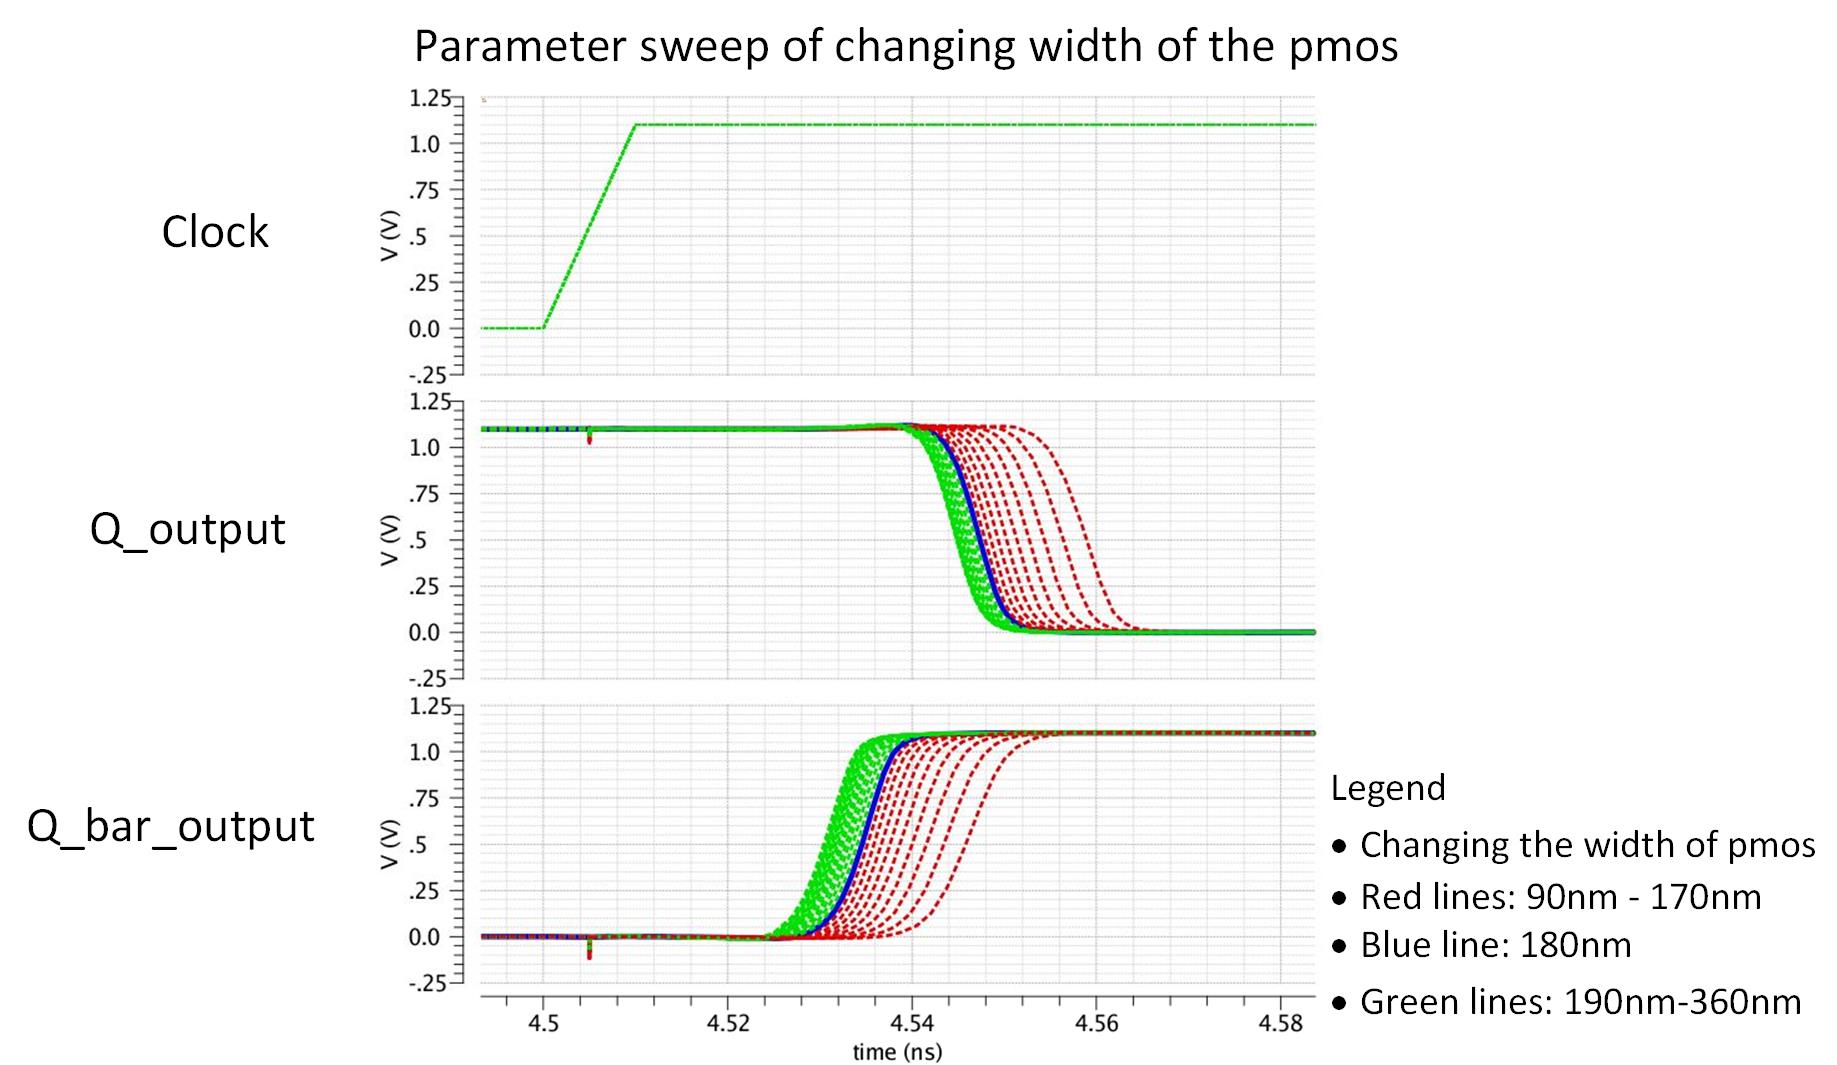 Parameter sweep of changing width of the pmos
1.25
1.0
.75
.5
.25
0.0
-.25
V (V)
Clock
1.25
1.0
.75
.5
.25
0.0
-.25
V (V)
Q_output
1.25
1.0
.75
.5
.25
0.0
-.25
V (V)
Q_bar_output
4.5 4.52 4.54 4.56 4.58
time (ns)
Legend
• Changing the width of pmos
• Red lines: 90nm - 170nm
• Blue line: 180nm
• Green lines: 190nm-360nm